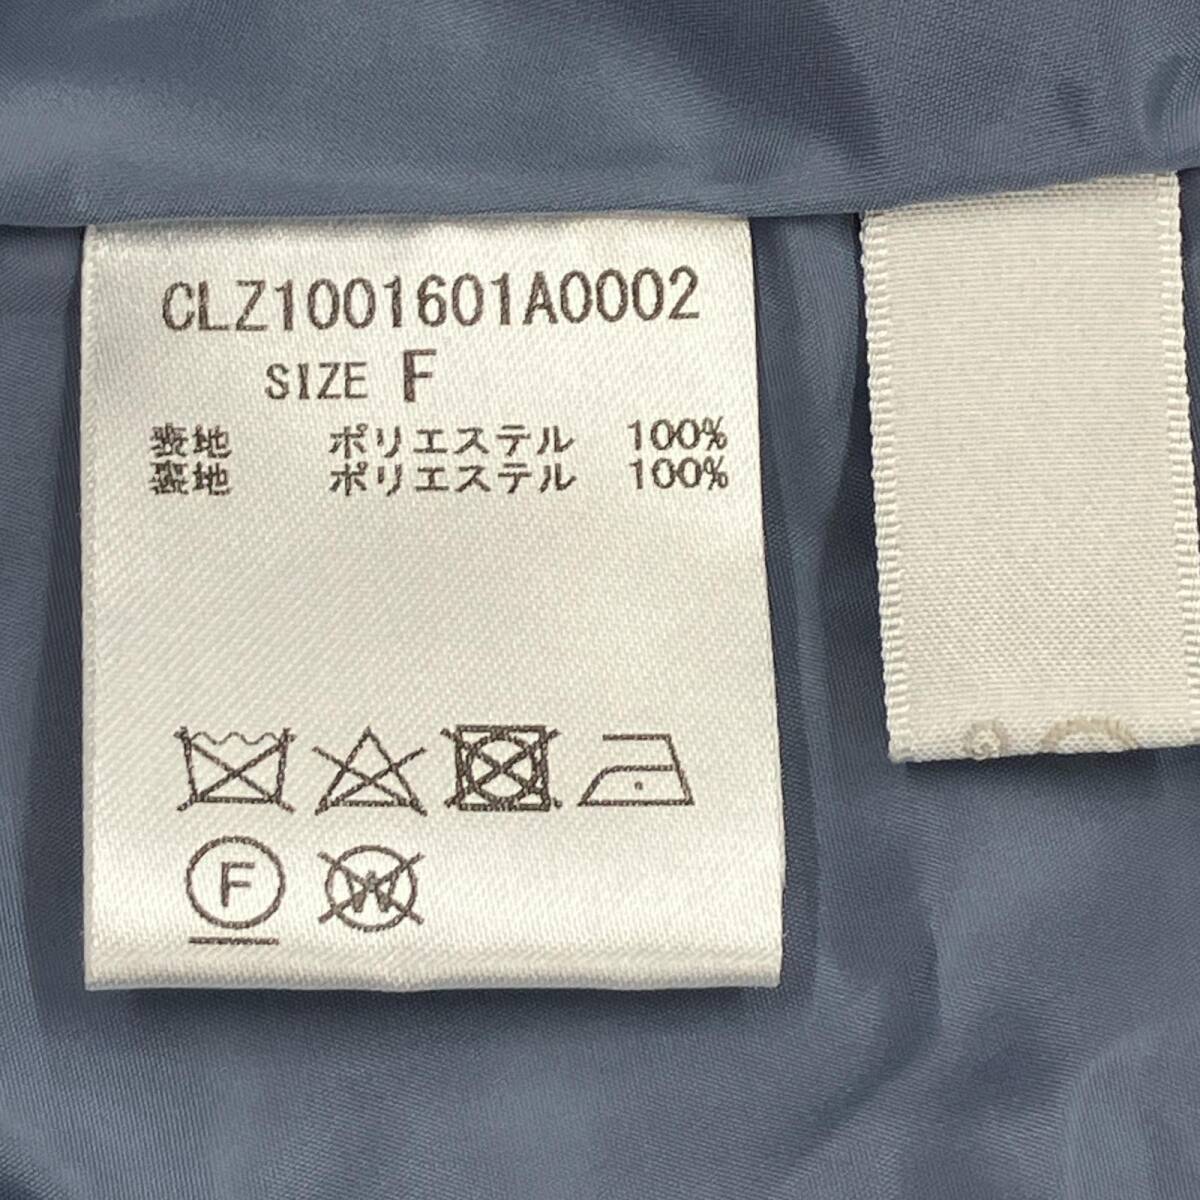 CLZ1001601A0002
SIZE F
表地 ポリエステル 100%
裏地 ポリエステル 100%
F
W